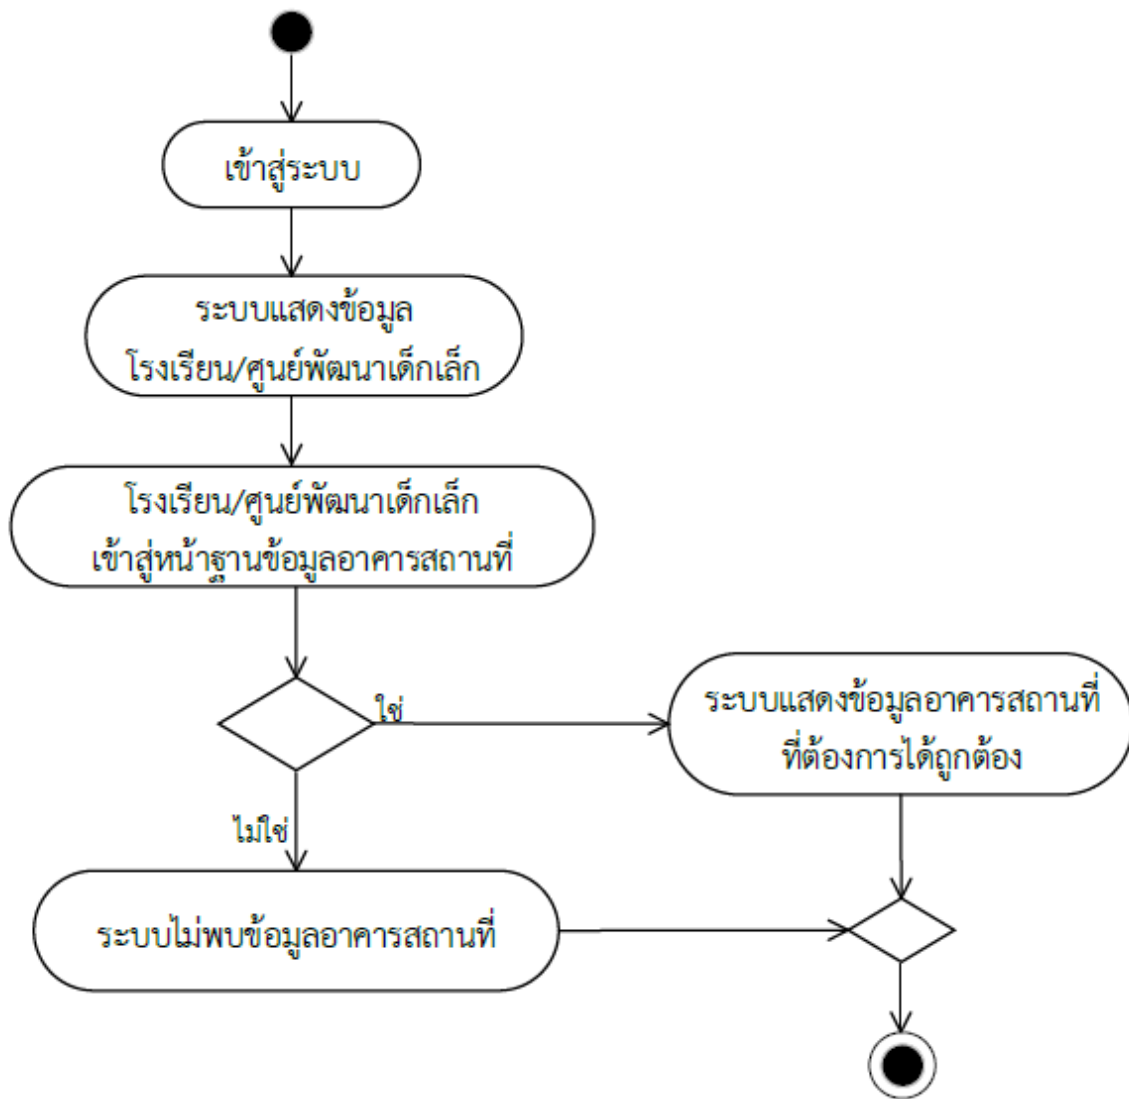 เข้าสู่ระบบ
ระบบแสดงข้อมูล
โรงเรียน/ศูนย์พัฒนาเด็กเล็ก
โรงเรียน/ศูนย์พัฒนาเด็กเล็ก
เข้าสู่หน้าฐานข้อมูลอาคารสถานที่
ใช่
ระบบแสดงข้อมูลอาคารสถานที่
ที่ต้องการได้ถูกต้อง
ไม่ใช่
ระบบไม่พบข้อมูลอาคารสถานที่